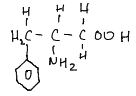 H H H
H₂C - C - C OOH
NH₂ H